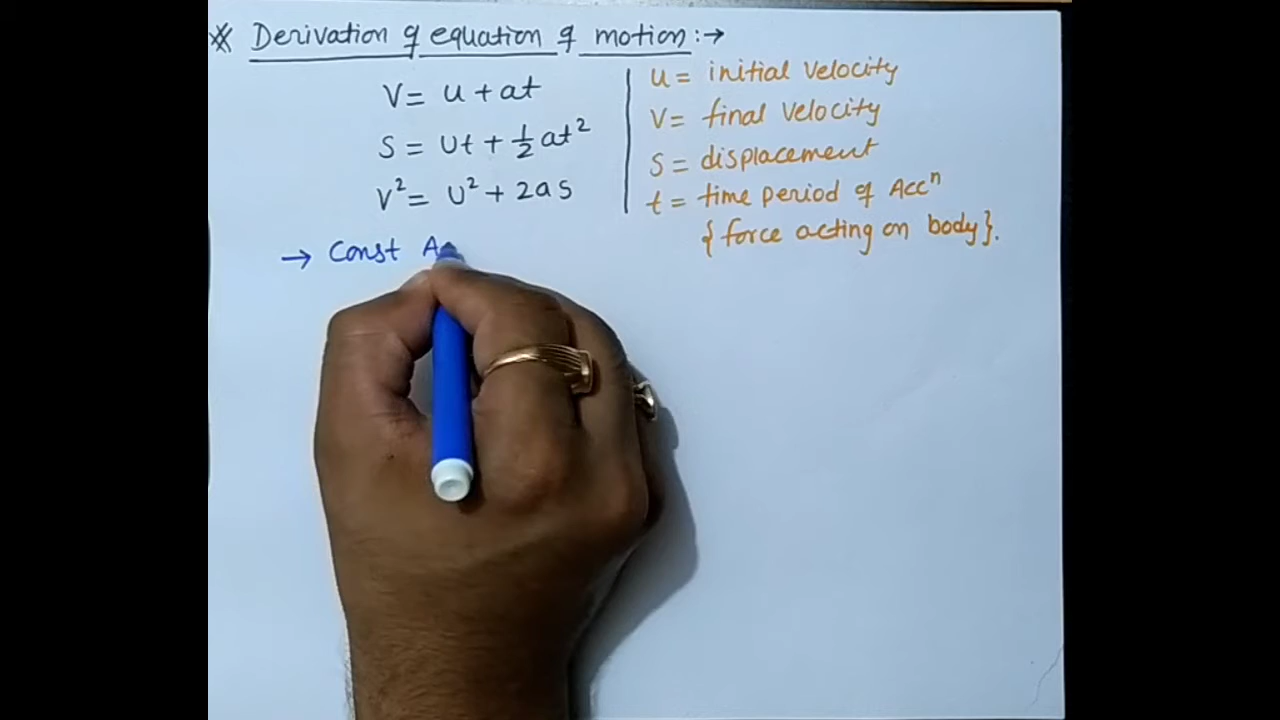 ※ Derivation of equation of motion :→
V = u + at
S = Ut + 1/2 at²
V² = U² + 2as
u = initial velocity
V = final velocity
S = displacement
t = time period of Accⁿ
{force acting on body}.
→ Const